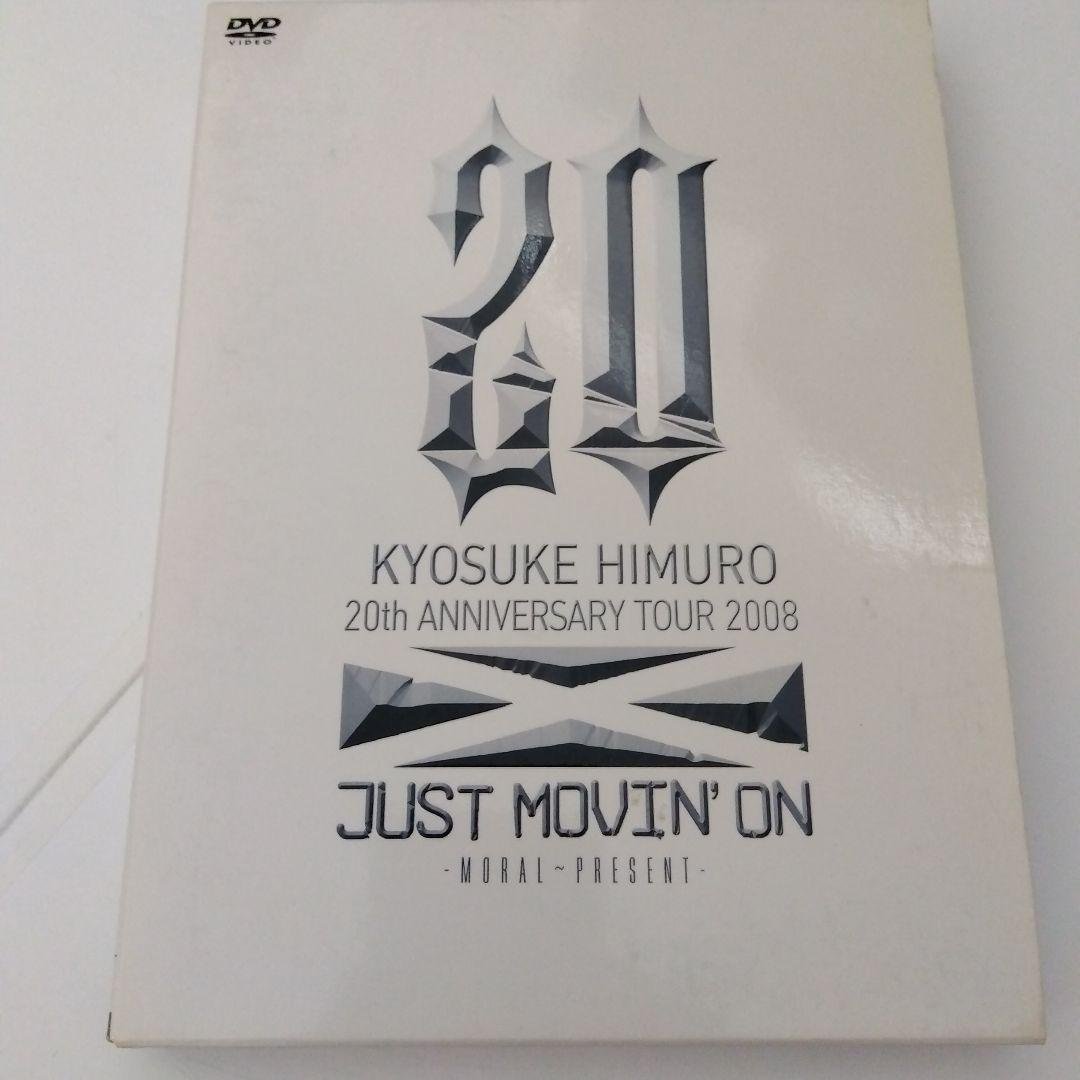 DVD
VIDEO
20
KYOSUKE HIMURO
20th ANNIVERSARY TOUR 2008
JUST MOVIN' ON
-MORAL~PRESENT-